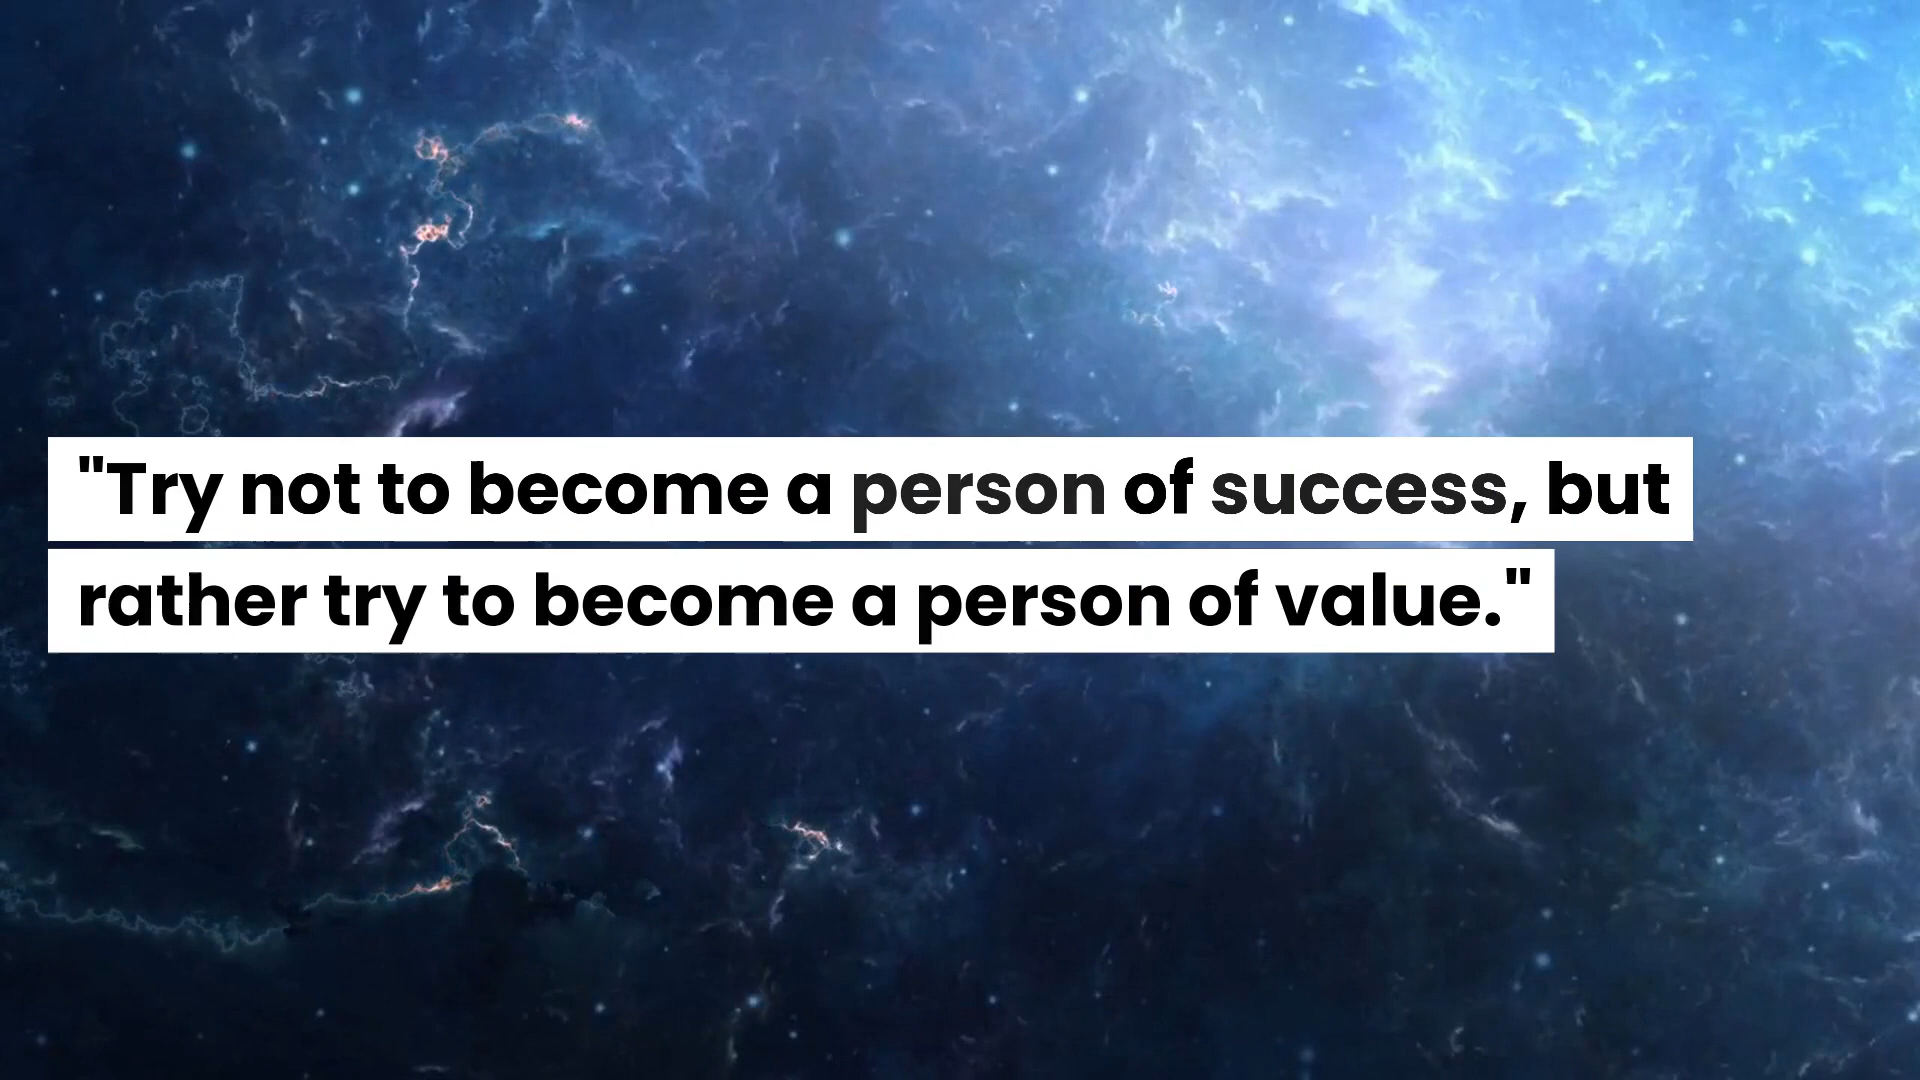 "Try not to become a person of success, but
rather try to become a person of value."